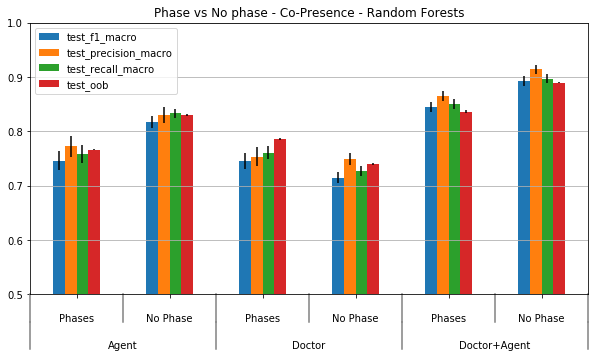 Phase vs No phase - Co-Presence - Random Forests
test_f1_macro
test_precision_macro
test_recall_macro
test_oob
1.0
0.9
0.8
0.7
0.6
0.5
Phases No Phase Phases No Phase Phases No Phase
Agent Doctor Doctor+Agent